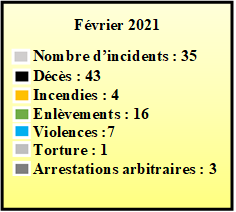 Février 2021
Nombre d’incidents : 35
Décès : 43
Incendies : 4
Enlèvements : 16
Violences :7
Torture : 1
Arrestations arbitraires : 3